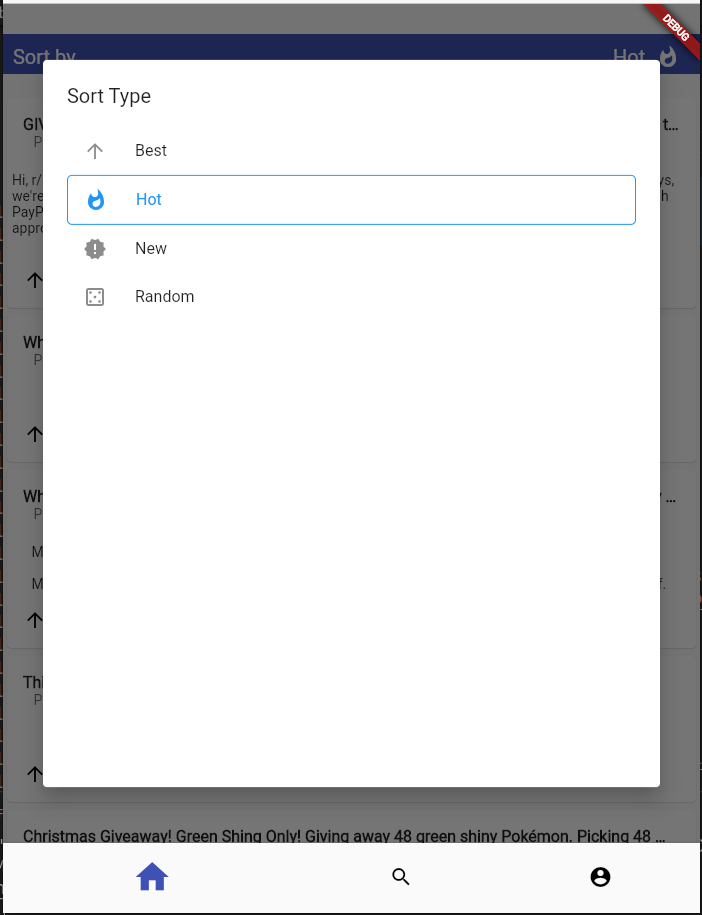 DEBUG
Sort by
Hot
Sort Type
Best
Hot
New
Random
GIV
t...
P
Hi, r/
ys,
we're
h
PayP
appro
Wh
P
Wh
...
P
M
M
f.
Thi
P
Christmas Giveaway! Green Shing Only! Giving away 48 green shiny Pokémon. Picking 48 ...